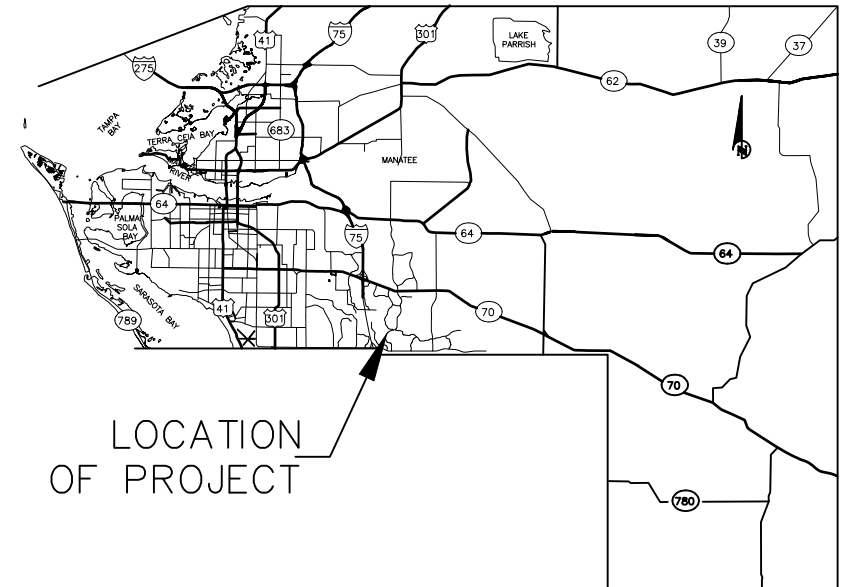 41
75
301
LAKE
PARRISH
39
37
275
62
TAMPA
BAY
TERRA CEIA BAY
683
N
MANATEE
RIVER
64
PALMA
SOLA
BAY
75
64
64
SARASOTA BAY
789
41
301
70
70
LOCATION
OF PROJECT
780